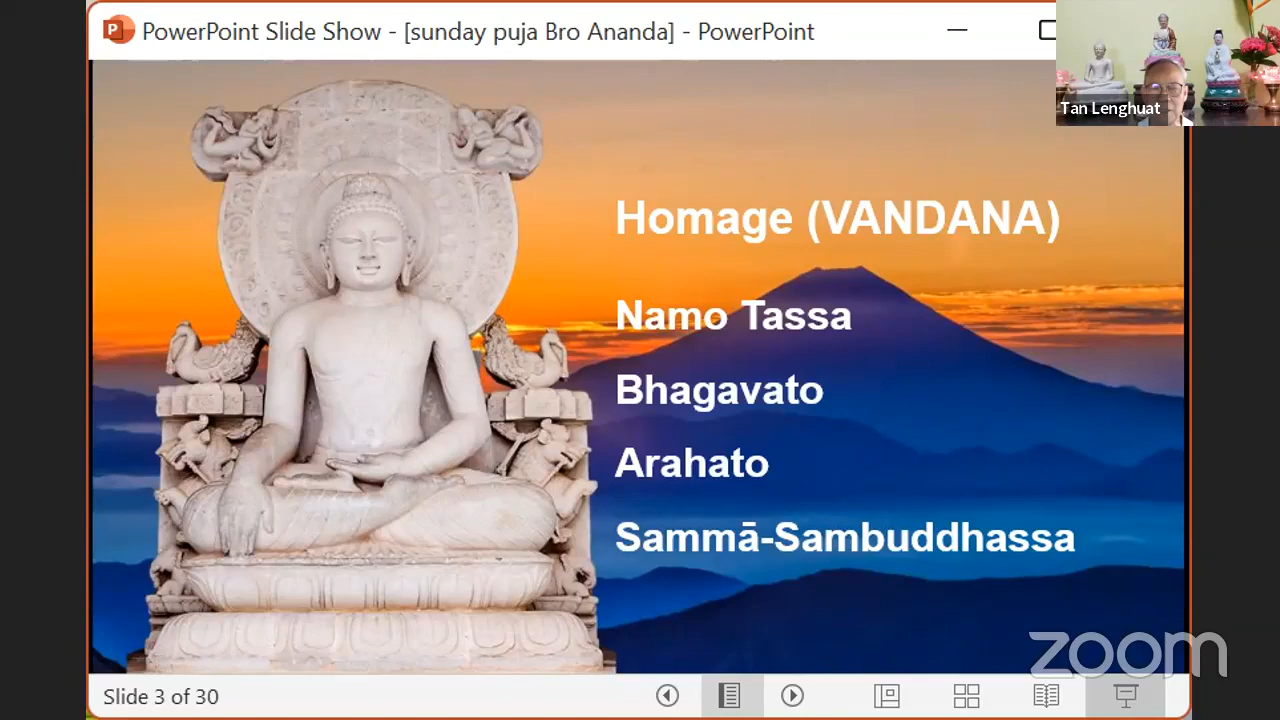 PowerPoint Slide Show - [sunday puja Bro Ananda] - PowerPoint
Tan Lenghuat
Homage (VANDANA)
Namo Tassa
Bhagavato
Arahato
Sammā-Sambuddhassa
zoom
Slide 3 of 30